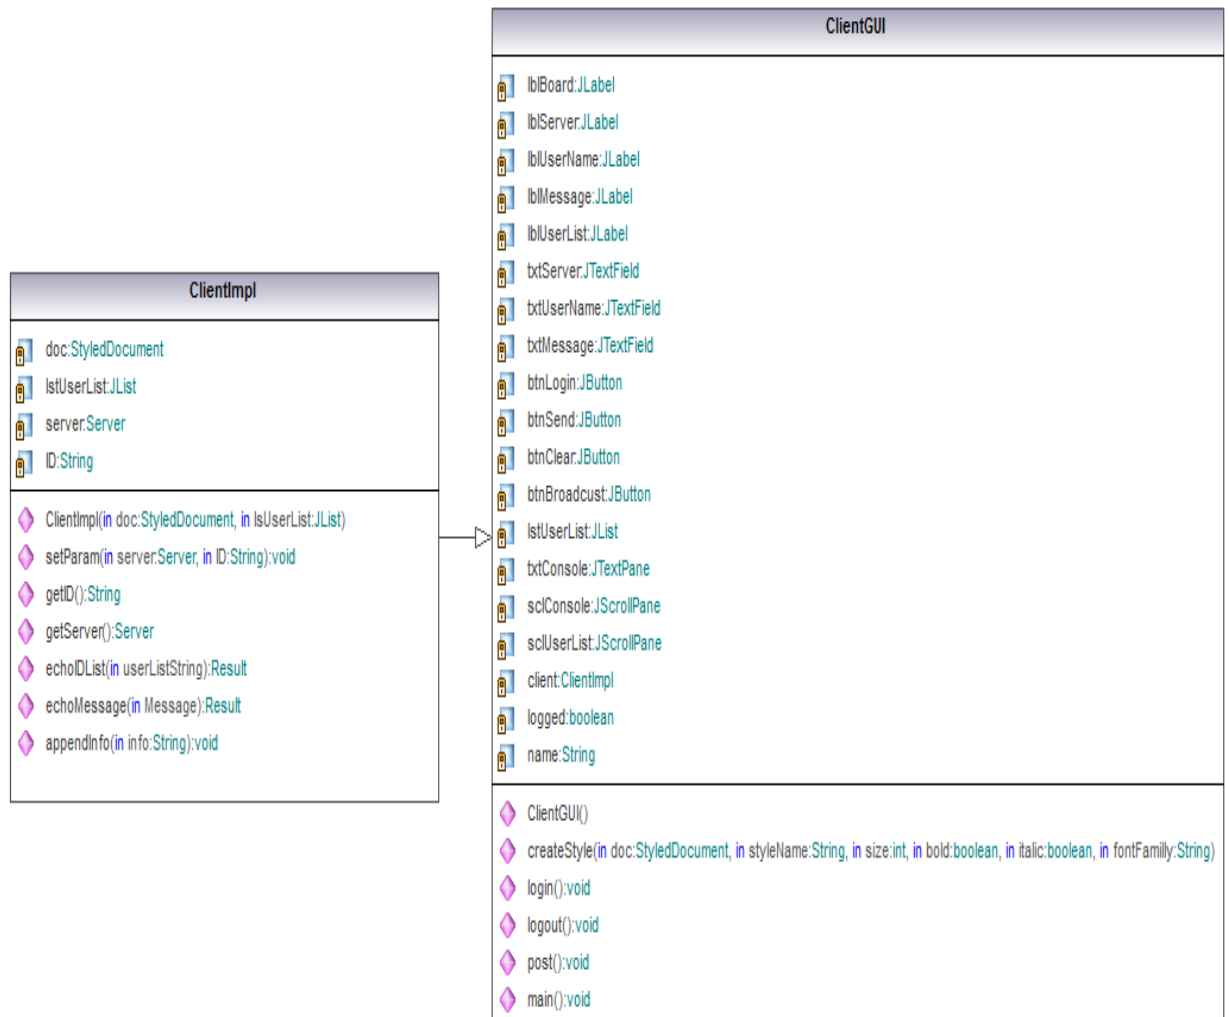 ClientImpl
doc:StyledDocument
lstUserList:JList
server:Server
ID:String
ClientImpl(in doc:StyledDocument, in lsUserList:JList)
setParam(in server:Server, in ID:String):void
getID():String
getServer():Server
echoIDList(in userListString):Result
echoMessage(in Message):Result
appendInfo(in info:String):void
ClientGUI
lblBoard:JLabel
lblServer:JLabel
lblUserName:JLabel
lblMessage:JLabel
lblUserList:JLabel
txtServer:JTextField
txtUserName:JTextField
txtMessage:JTextField
btnLogin:JButton
btnSend:JButton
btnClear:JButton
btnBroadcust:JButton
lstUserList:JList
txtConsole:JTextPane
sclConsole:JScrollPane
sclUserList:JScrollPane
client:ClientImpl
logged:boolean
name:String
ClientGUI()
createStyle(in doc:StyledDocument, in styleName:String, in size:int, in bold:boolean, in italic:boolean, in fontFamilly:String)
login():void
logout():void
post():void
main():void